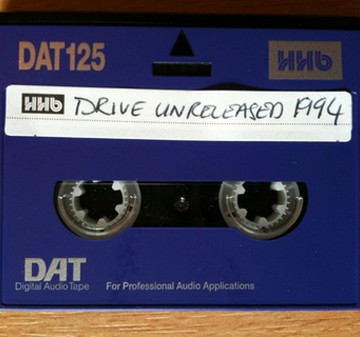 DAT125 HHB
HHB DRIVE UNRELEASED 1994
DAT
Digital Audio Tape For Professional Audio Applications